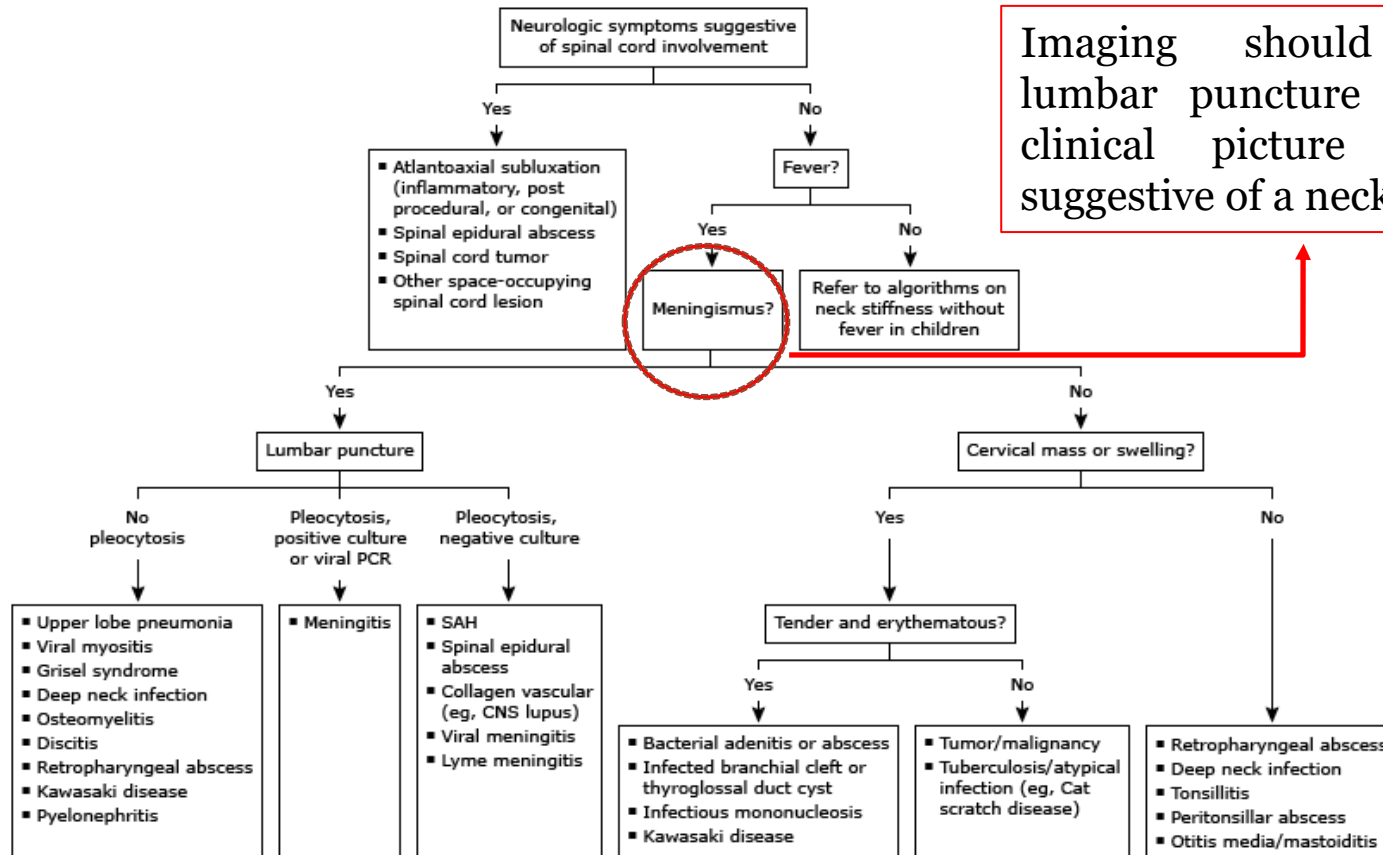 Neurologic symptoms suggestive
of spinal cord involvement
Imaging should
lumbar puncture
clinical picture
suggestive of a neck
Yes
No
▪ Atlantoaxial subluxation
(inflammatory, post
procedural, or congenital)
▪ Spinal epidural abscess
▪ Spinal cord tumor
▪ Other space-occupying
spinal cord lesion
Fever?
Yes
No
Meningismus?
Refer to algorithms on
neck stiffness without
fever in children
Yes
No
Lumbar puncture
Cervical mass or swelling?
No
pleocytosis
Pleocytosis,
positive culture
or viral PCR
Pleocytosis,
negative culture
Yes
No
▪ Upper lobe pneumonia
▪ Viral myositis
▪ Grisel syndrome
▪ Deep neck infection
▪ Osteomyelitis
▪ Discitis
▪ Retropharyngeal abscess
▪ Kawasaki disease
▪ Pyelonephritis
▪ Meningitis
▪ SAH
▪ Spinal epidural
abscess
▪ Collagen vascular
(eg, CNS lupus)
▪ Viral meningitis
▪ Lyme meningitis
Tender and erythematous?
Yes
No
▪ Bacterial adenitis or abscess
▪ Infected branchial cleft or
thyroglossal duct cyst
▪ Infectious mononucleosis
▪ Kawasaki disease
▪ Tumor/malignancy
▪ Tuberculosis/atypical
infection (eg, Cat
scratch disease)
▪ Retropharyngeal abscess
▪ Deep neck infection
▪ Tonsillitis
▪ Peritonsillar abscess
▪ Otitis media/mastoiditis